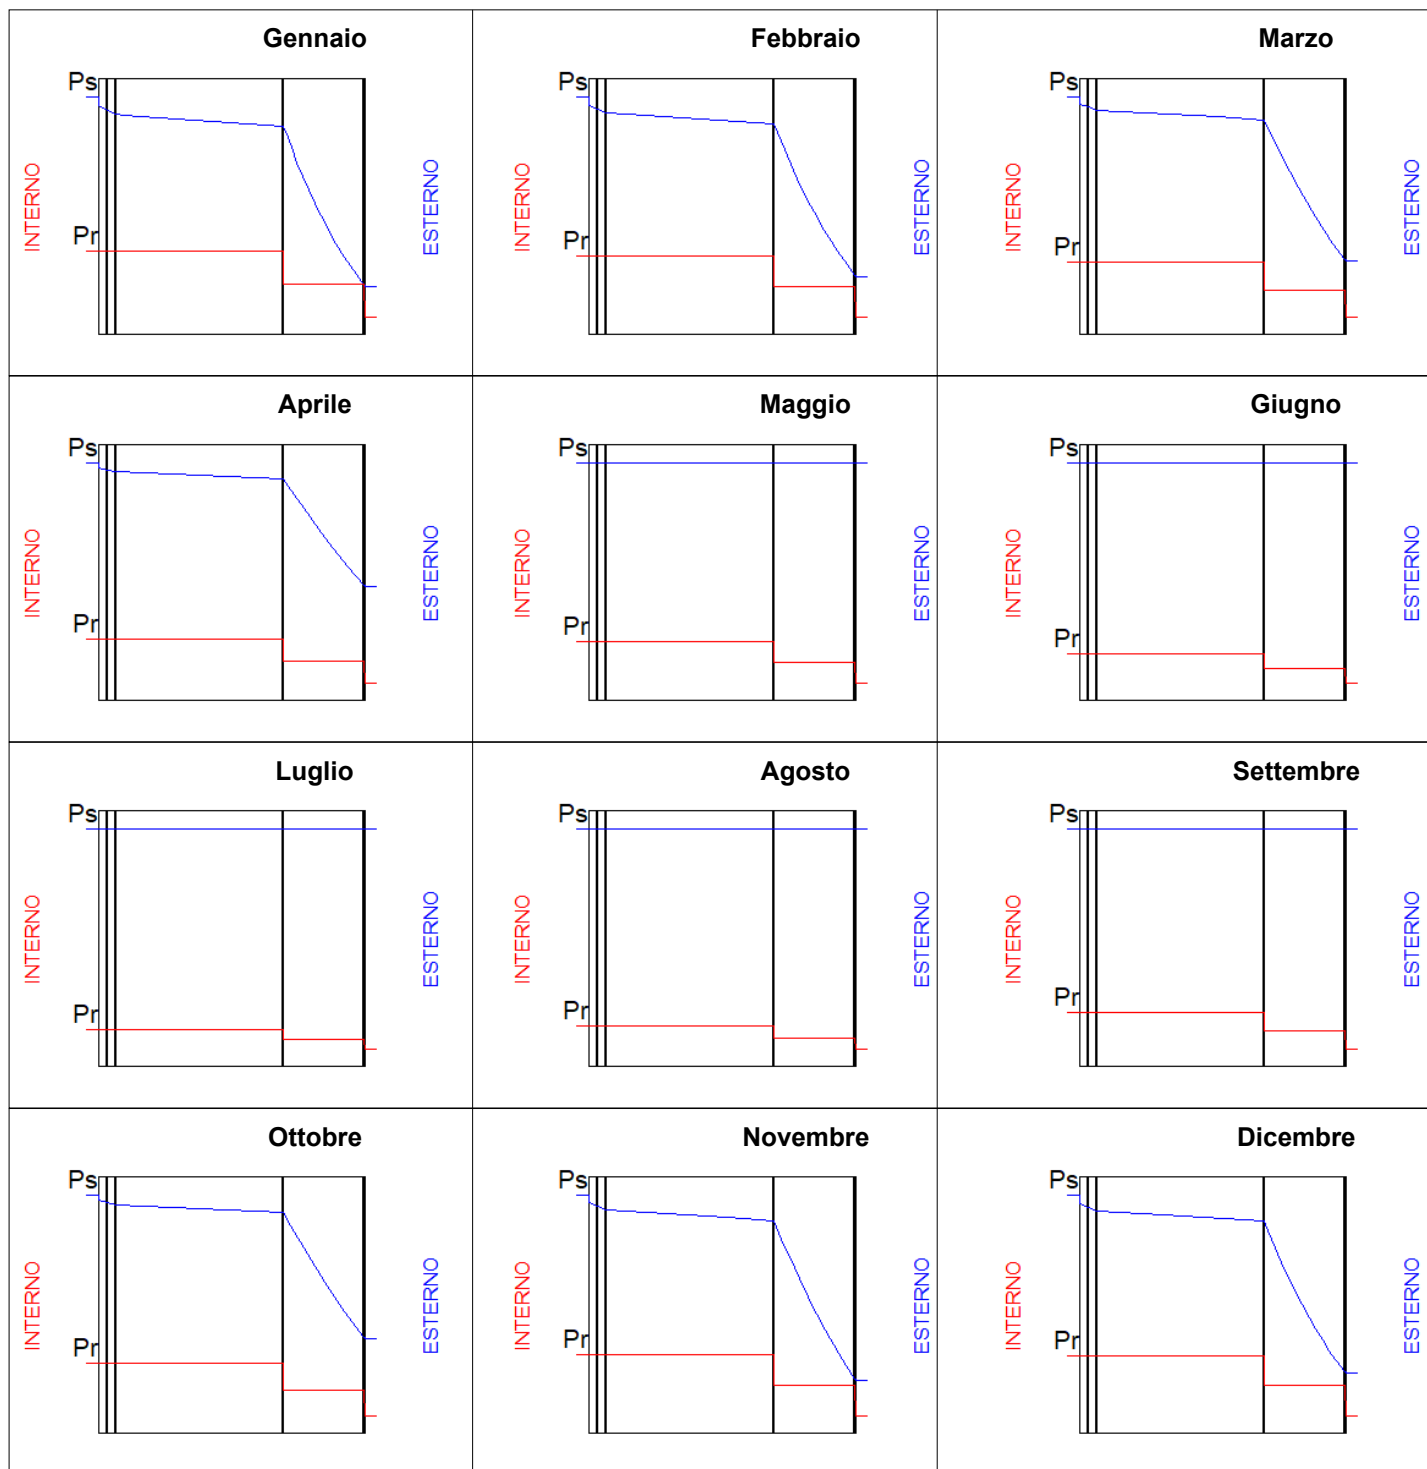 Gennaio
Febbraio
Marzo
Ps
Ps
Ps
INTERNO
Pr
ESTERNO
INTERNO
Pr
ESTERNO
INTERNO
Pr
ESTERNO
Aprile
Maggio
Giugno
Ps
Ps
Ps
INTERNO
Pr
ESTERNO
INTERNO
Pr
ESTERNO
INTERNO
Pr
ESTERNO
Luglio
Agosto
Settembre
Ps
Ps
Ps
INTERNO
Pr
ESTERNO
INTERNO
Pr
ESTERNO
INTERNO
Pr
ESTERNO
Ottobre
Novembre
Dicembre
Ps
Ps
Ps
INTERNO
Pr
ESTERNO
INTERNO
Pr
ESTERNO
INTERNO
Pr
ESTERNO